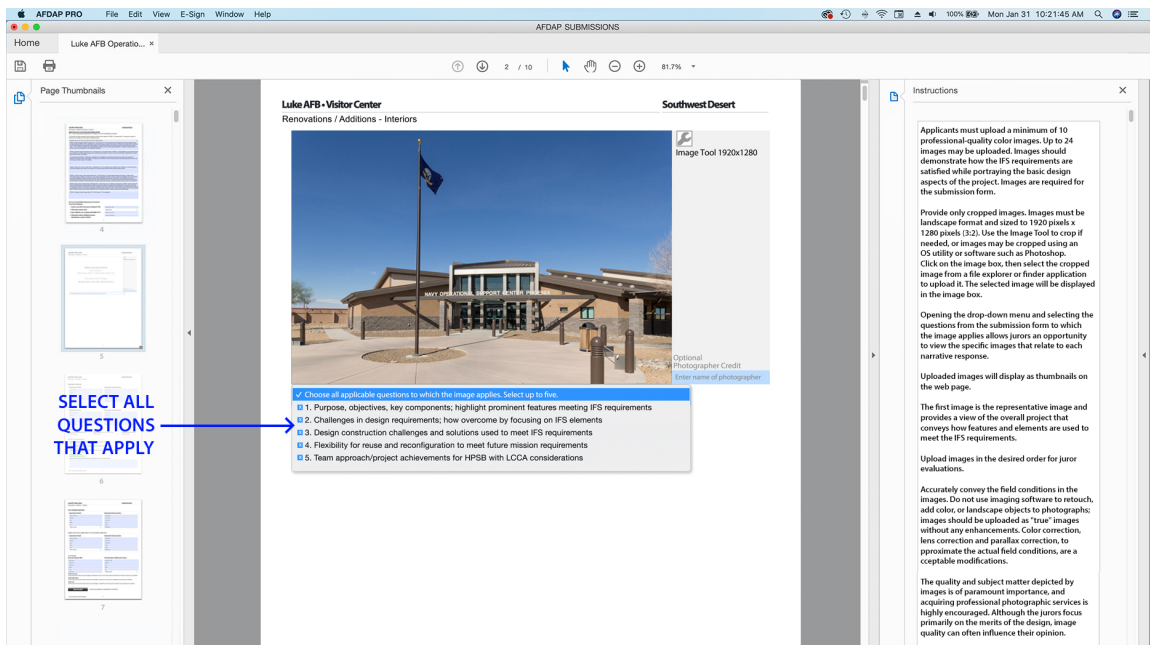 AFDAP PRO File Edit View E-Sign Window Help 100% Mon Jan 31 10:21:45 AM
AFDAP SUBMISSIONS
Home Luke AFB Operatio... ×
2 / 10 81.7%
Page Thumbnails
4
5
6
7
SELECT ALL
QUESTIONS
THAT APPLY
Luke AFB • Visitor Center Southwest Desert
Renovations / Additions - Interiors
Image Tool 1920x1280
NAVY OPERATIONAL SUPPORT CENTER PHOENIX
Optional
Photographer Credit
Enter name of photographer
✓ Choose all applicable questions to which the image applies. Select up to five.
1. Purpose, objectives, key components; highlight prominent features meeting IFS requirements
2. Challenges in design requirements; how overcome by focusing on IFS elements
3. Design construction challenges and solutions used to meet IFS requirements
4. Flexibility for reuse and reconfiguration to meet future mission requirements
5. Team approach/project achievements for HPSB with LCCA considerations
Instructions
Applicants must upload a minimum of 10
professional-quality color images. Up to 24
images may be uploaded. Images should
demonstrate how the IFS requirements are
satisfied while portraying the basic design
aspects of the project. Images are required for
the submission form.
Provide only cropped images. Images must be
landscape format and sized to 1920 pixels x
1280 pixels (3:2). Use the Image Tool to crop if
needed, or images may be cropped using an
OS utility or software such as Photoshop.
Click on the image box, then select the cropped
image from a file explorer or finder application
to upload it. The selected image will be displayed
in the image box.
Opening the drop-down menu and selecting the
questions from the submission form to which
the image applies allows jurors an opportunity
to view the specific images that relate to each
narrative response.
Uploaded images will display as thumbnails on
the web page.
The first image is the representative image and
provides a view of the overall project that
conveys how features and elements are used to
meet the IFS requirements.
Upload images in the desired order for juror
evaluations.
Accurately convey the field conditions in the
images. Do not use imaging software to retouch,
add color, or landscape objects to photographs;
images should be uploaded as "true" images
without any enhancements. Color correction,
lens correction and parallax correction, to
pproximate the actual field conditions, are a
cceptable modifications.
The quality and subject matter depicted by
images is of paramount importance, and
acquiring professional photographic services is
highly encouraged. Although the jurors focus
primarily on the merits of the design, image
quality can often influence their opinion.